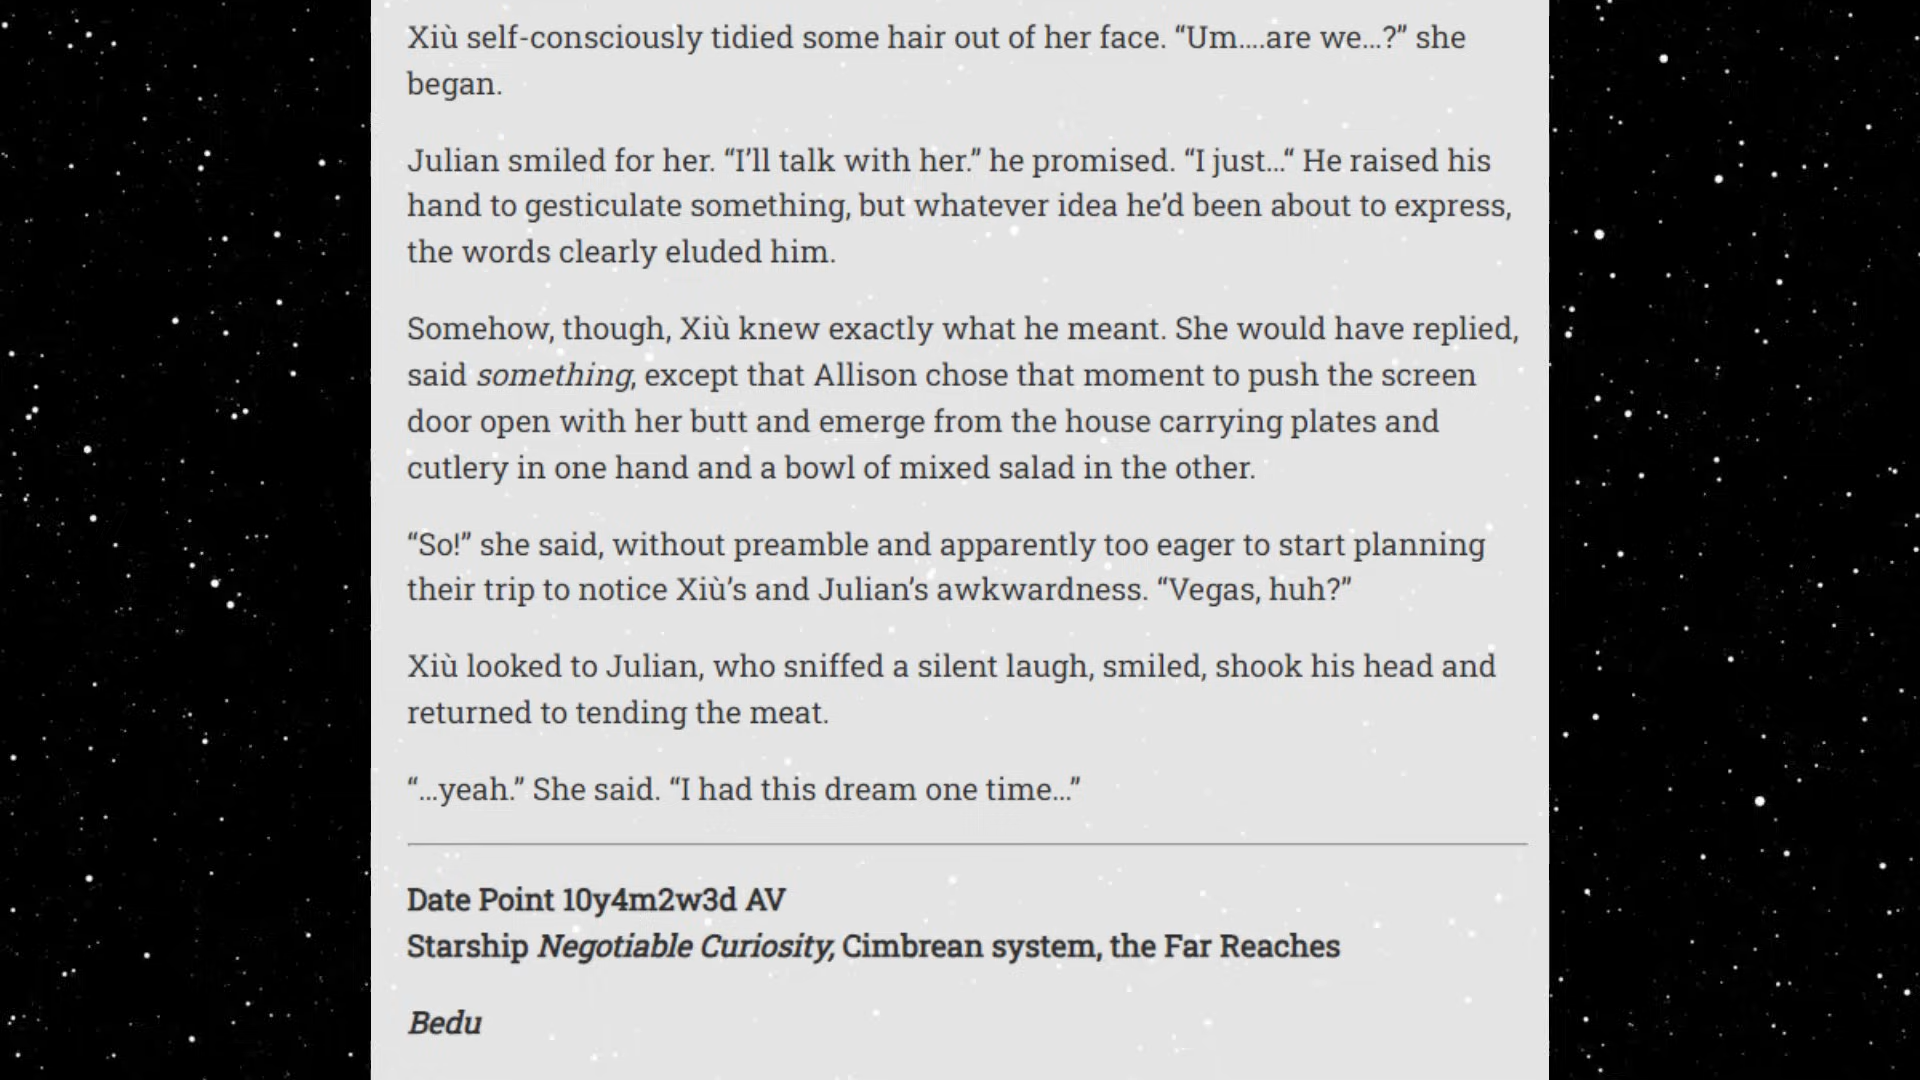 Xiù self-consciously tidied some hair out of her face. “Um....are we...?” she
began.
Julian smiled for her. “I’ll talk with her.” he promised. “I just...“ He raised his
hand to gesticulate something, but whatever idea he’d been about to express,
the words clearly eluded him.
Somehow, though, Xiù knew exactly what he meant. She would have replied,
said something, except that Allison chose that moment to push the screen
door open with her butt and emerge from the house carrying plates and
cutlery in one hand and a bowl of mixed salad in the other.
“So!” she said, without preamble and apparently too eager to start planning
their trip to notice Xiù’s and Julian’s awkwardness. “Vegas, huh?”
Xiù looked to Julian, who sniffed a silent laugh, smiled, shook his head and
returned to tending the meat.
“...yeah.” She said. “I had this dream one time...”
Date Point 10y4m2w3d AV
Starship Negotiable Curiosity, Cimbrean system, the Far Reaches
Bedu